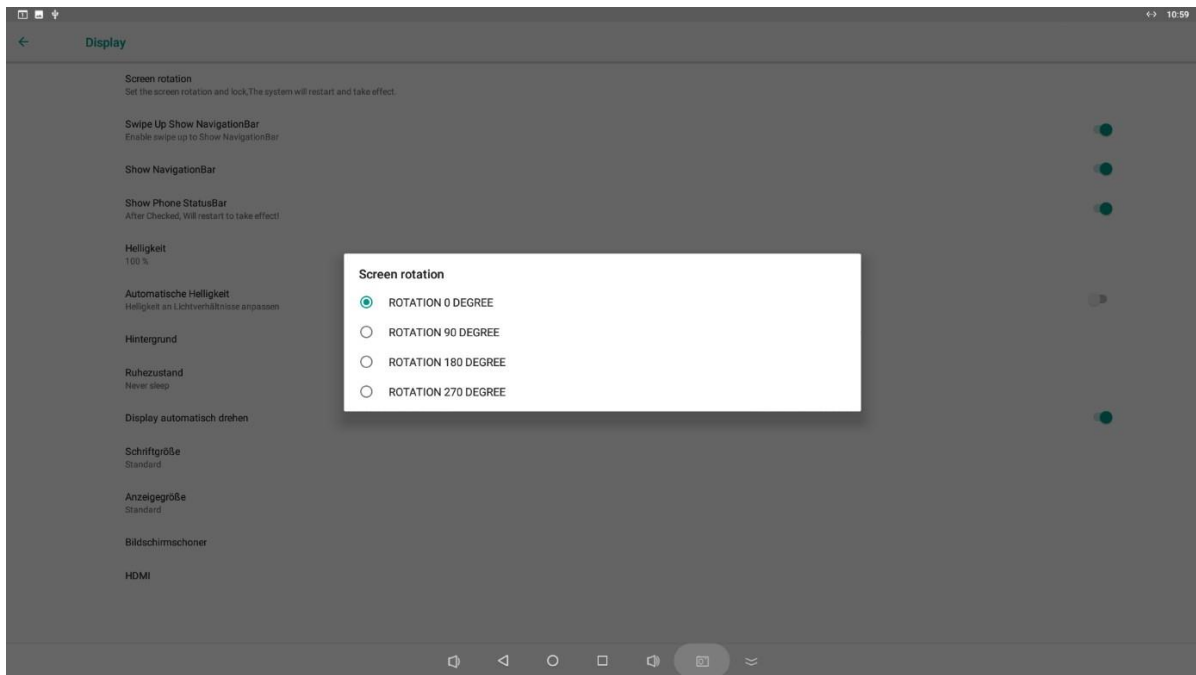 10:59
Display
Screen rotation
Set the screen rotation and lock,The system will restart and take effect.
Swipe Up Show NavigationBar
Enable swipe up to Show NavigationBar
Show NavigationBar
Show Phone StatusBar
After Checked, Will restart to take effect!
Helligkeit
100 %
Automatische Helligkeit
Helligkeit an Lichtverhältnisse anpassen
Hintergrund
Ruhezustand
Never sleep
Display automatisch drehen
Schriftgröße
Standard
Anzeigegröße
Standard
Bildschirmschoner
HDMI
Screen rotation
ROTATION 0 DEGREE
ROTATION 90 DEGREE
ROTATION 180 DEGREE
ROTATION 270 DEGREE